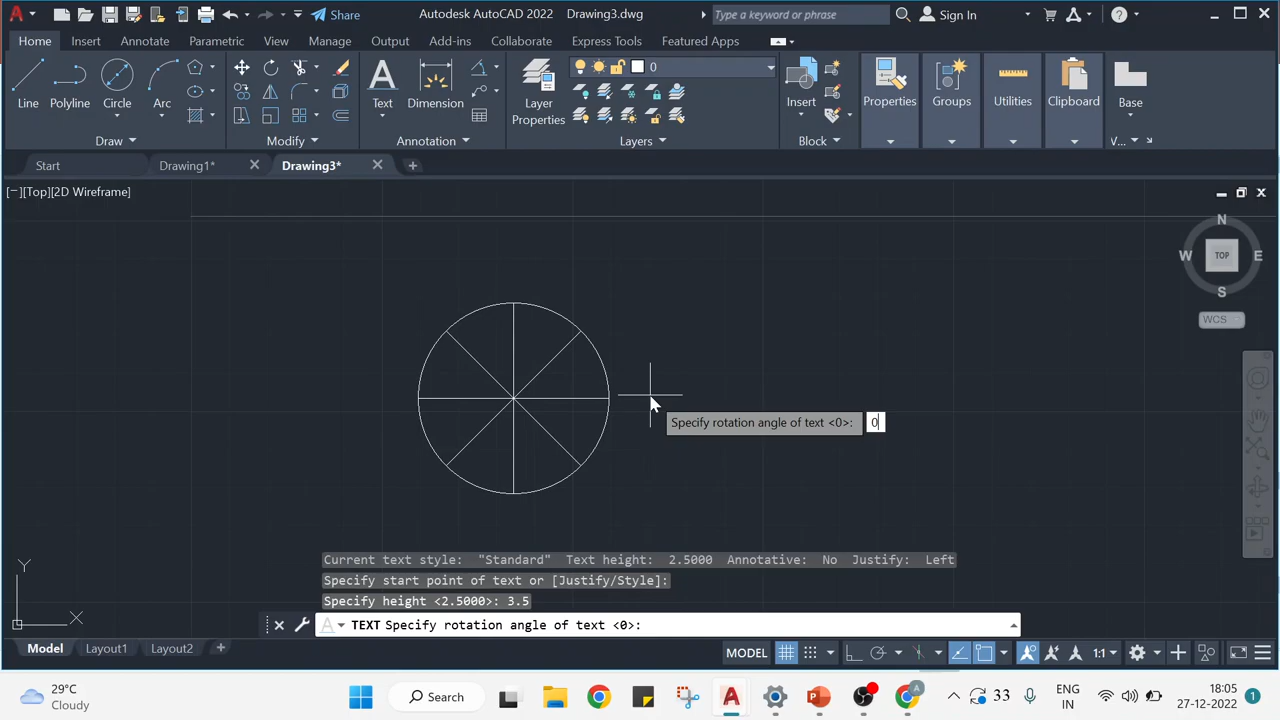 Share
Autodesk AutoCAD 2022 Drawing3.dwg
Type a keyword or phrase
Sign In
Home Insert Annotate Parametric View Manage Output Add-ins Collaborate Express Tools Featured Apps
0
Line Polyline Circle Arc Text Dimension Layer Properties Insert Properties Groups Utilities Clipboard Base
Draw Modify Annotation Layers Block V...
Start Drawing1* Drawing3*
[−][Top][2D Wireframe]
N
W TOP E
S
WCS
Specify rotation angle of text <0>: 0
Current text style: "Standard" Text height: 2.5000 Annotative: No Justify: Left
Specify start point of text or [Justify/Style]:
Specify height <2.5000>: 3.5
TEXT Specify rotation angle of text <0>:
Y
X
Model Layout1 Layout2
MODEL 1:1
29°C
Cloudy
Search
33
ENG
IN
18:05
27-12-2022
1